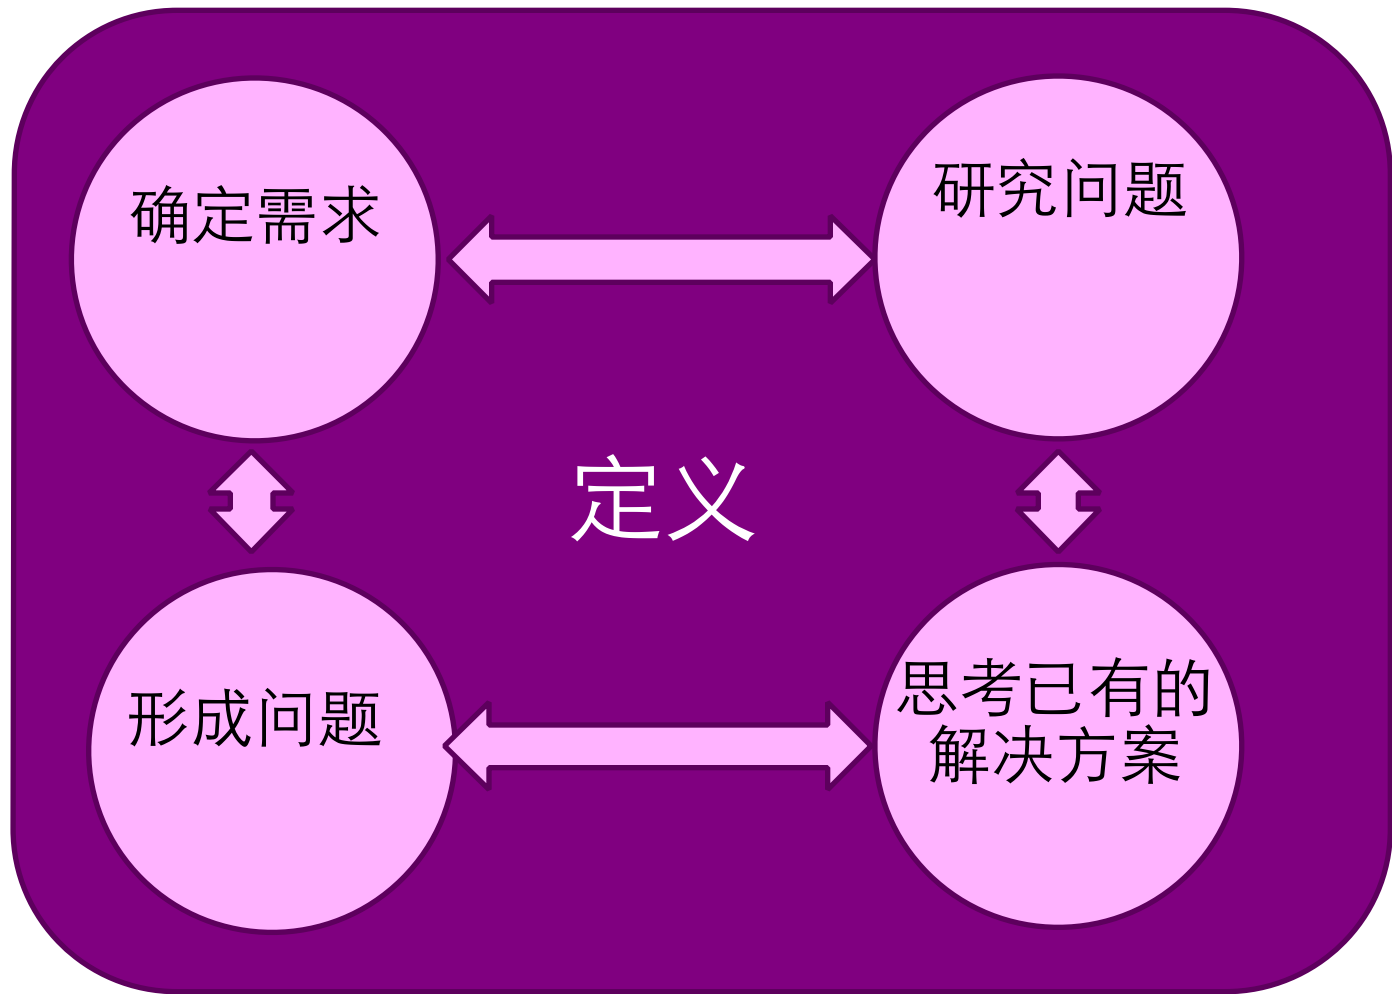 确定需求
研究问题
定义
形成问题
思考已有的
解决方案